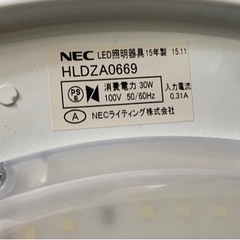 NEC LED照明器具 15年製 15.11
HLDZA0669
PS
E
消費電力 30W 入力電流
100V 50/60Hz 0.31A
A NECライティング株式会社